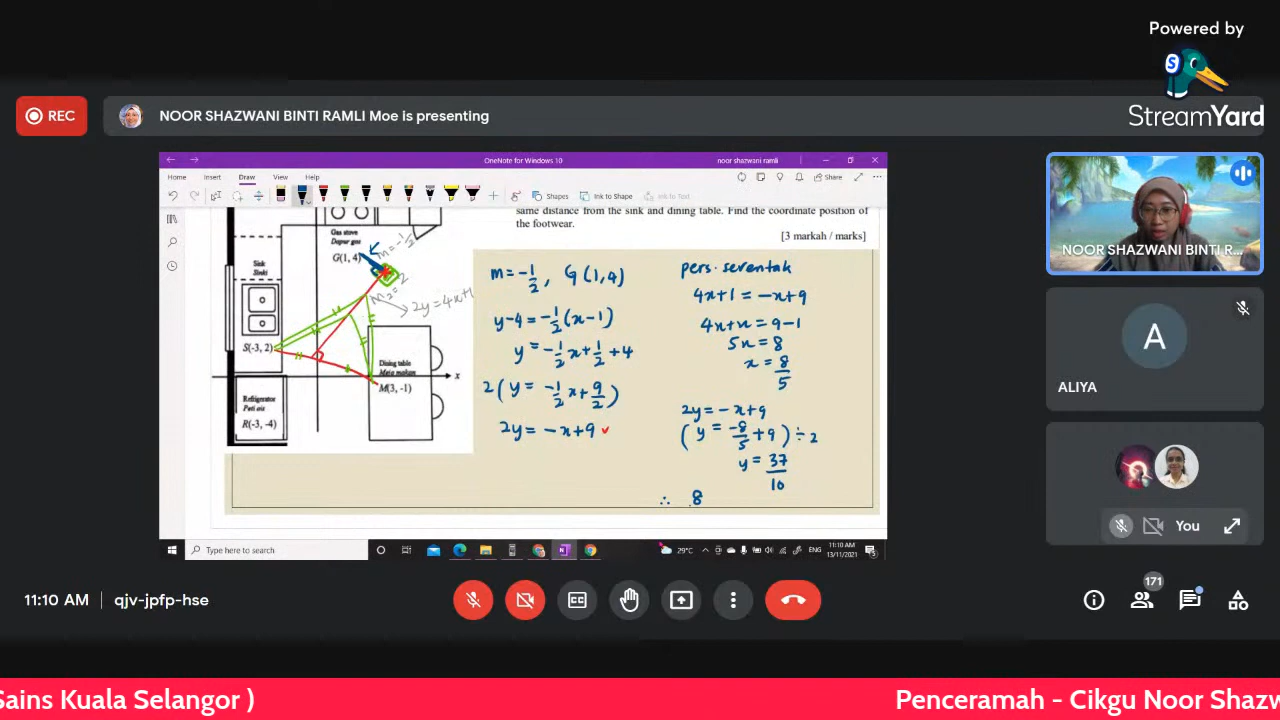 Powered by
StreamYard
REC
NOOR SHAZWANI BINTI RAMLI Moe is presenting
OneNote for Windows 10
noor shazwani ramli
Home Insert Draw View Help
Shapes Ink to Shape Ink to Text Share
same distance from the sink and dining table. Find the coordinate position of
the footwear.
[3 markah / marks]
Gas stove
Dapur gas
G(1, 4)
m=-1/2
m₂=2
2y=4x+1
Sink
Sinki
S(-3, 2)
Dining table
Meja makan
M(3, -1)
x
Refrigerator
Peti ais
R(-3, -4)
m=-1/2, G(1,4)
y-4=-1/2(x-1)
y=-1/2x+1/2+4
2(y=-1/2x+9/2)
2y=-x+9
pers. serentak
4x+1=-x+9
4x+x=9-1
5x=8
x=8/5
2y=-x+9
(y=-8/5+9)÷2
y=37/10
∴ 8
Type here to search
29°C
ENG
11:10 AM
13/11/2021
NOOR SHAZWANI BINTI R...
A
ALIYA
You
11:10 AM | qjv-jpfp-hse
171
Sains Kuala Selangor )
Penceramah - Cikgu Noor Shazw